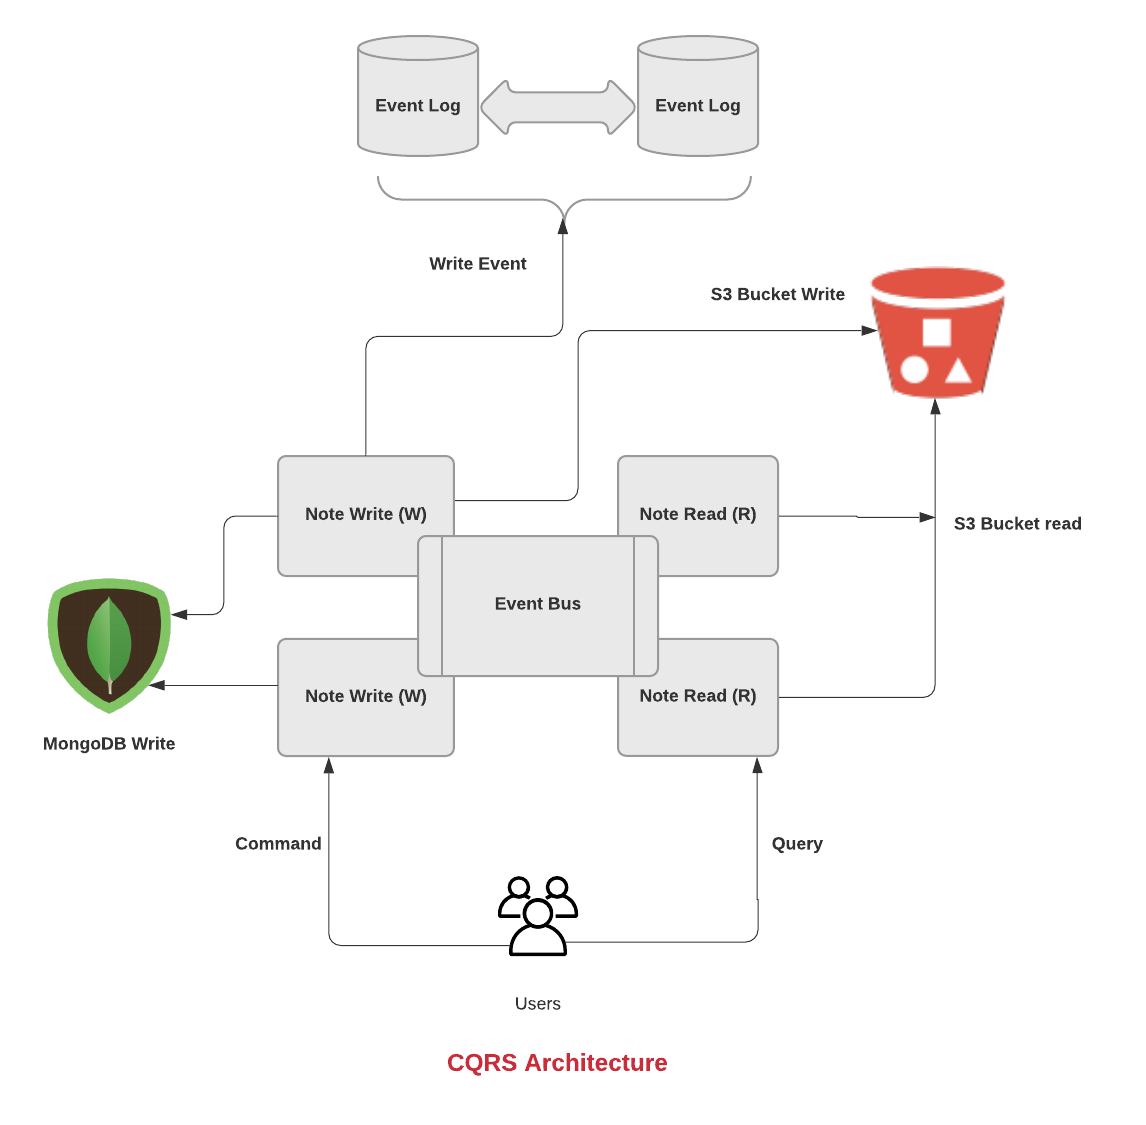 Event Log
Event Log
Write Event
S3 Bucket Write
Note Write (W)
Note Read (R)
S3 Bucket read
Event Bus
Note Write (W)
Note Read (R)
MongoDB Write
Command
Query
Users
CQRS Architecture